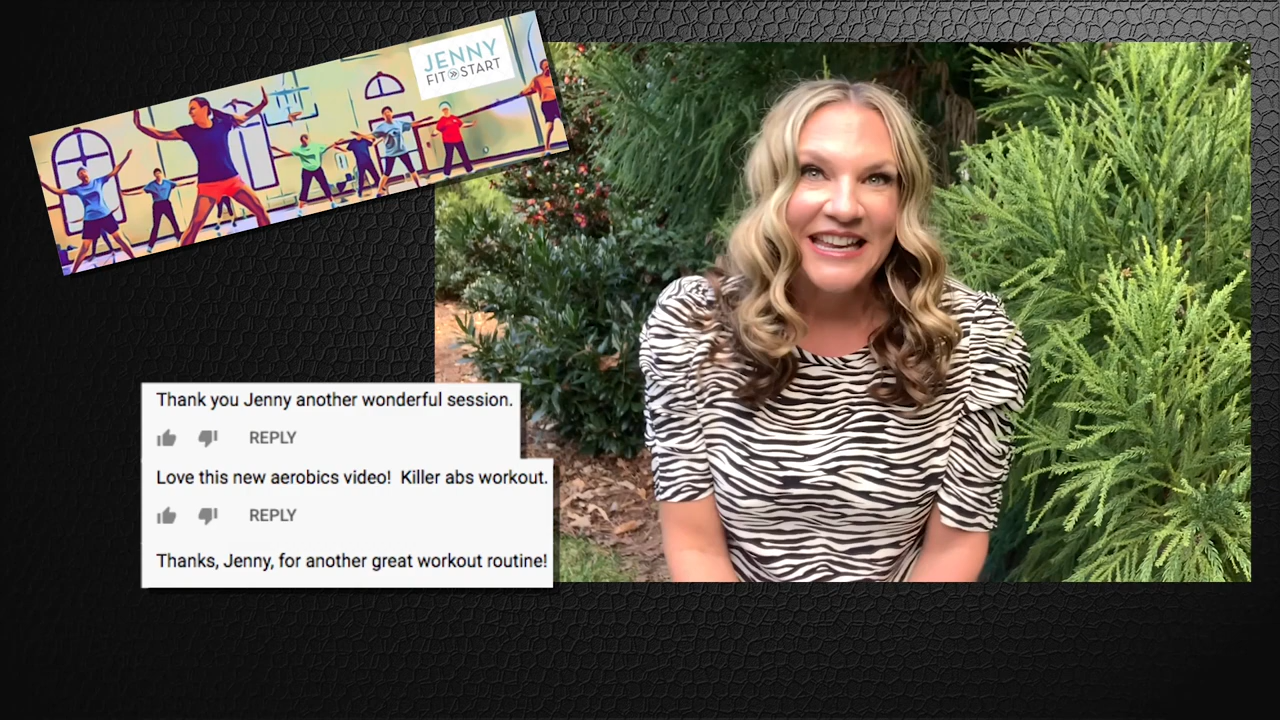 JENNY
FIT START
Thank you Jenny another wonderful session.
REPLY
Love this new aerobics video!  Killer abs workout.
REPLY
Thanks, Jenny, for another great workout routine!